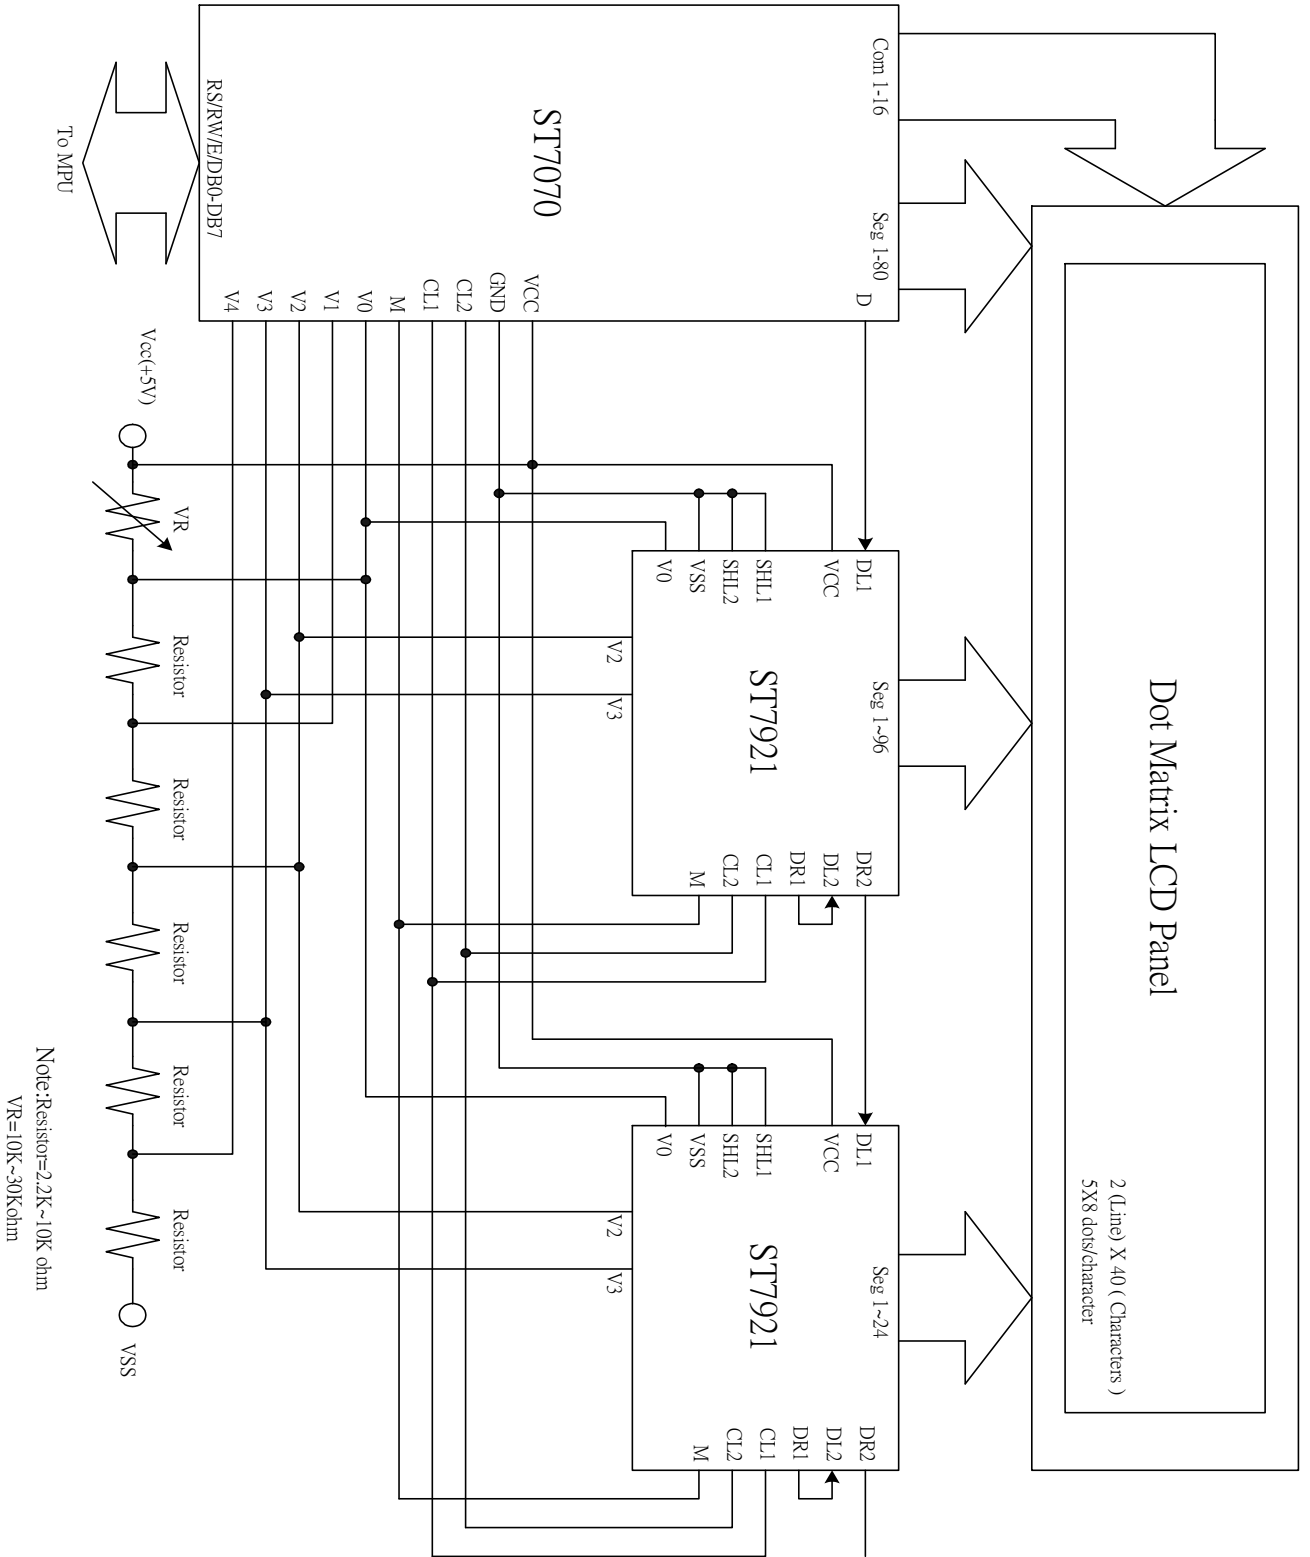 Dot Matrix LCD Panel
2 (Line) X 40 ( Characters )
5X8 dots/character
Com 1-16
Seg 1-80
D
ST7070
RS/RW/E/DB0-DB7
To MPU
VCC
GND
CL2
CL1
M
V0
V1
V2
V3
V4
DL1
VCC
SHL1
SHL2
VSS
V0
V2
V3
Seg 1~96
ST7921
DR2
DL2
DR1
CL1
CL2
M
DL1
VCC
SHL1
SHL2
VSS
V0
V2
V3
Seg 1~24
ST7921
DR2
DL2
DR1
CL1
CL2
M
Vcc(+5V)
VR
Resistor
Resistor
Resistor
Resistor
Resistor
VSS
Note:Resistor=2.2K~10K ohm
VR=10K~30Kohm